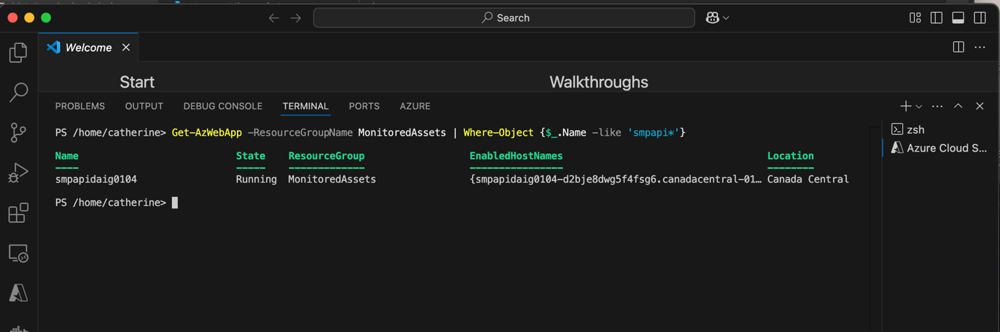 Search
Welcome
Start
Walkthroughs
PROBLEMS OUTPUT DEBUG CONSOLE TERMINAL PORTS AZURE
PS /home/catherine> Get-AzWebApp -ResourceGroupName MonitoredAssets | Where-Object {$_.Name -like 'smpapi*'}
Name State ResourceGroup EnabledHostNames Location
---- ----- ------------- ---------------- --------
smpapidaig0104 Running MonitoredAssets {smpapidaig0104-d2bje8dwg5f4fsg6.canadacentral-01… Canada Central
PS /home/catherine>
zsh
Azure Cloud S...